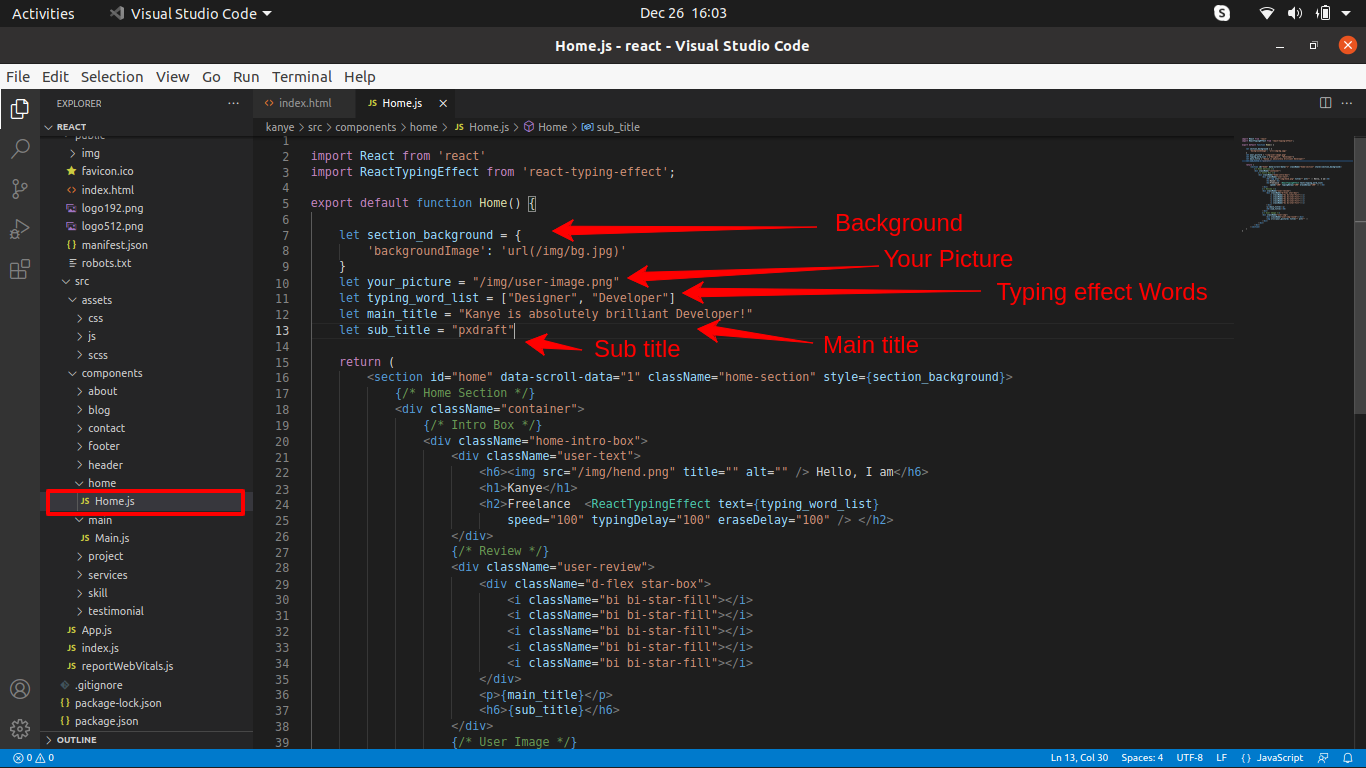 Activities Visual Studio Code Dec 26 16:03
Home.js - react - Visual Studio Code
File Edit Selection View Go Run Terminal Help
EXPLORER
REACT
public
img
favicon.ico
index.html
logo192.png
logo512.png
manifest.json
robots.txt
src
assets
css
js
scss
components
about
blog
contact
footer
header
home
JS Home.js
main
JS Main.js
project
services
skill
testimonial
JS App.js
JS index.js
JS reportWebVitals.js
.gitignore
{} package-lock.json
{} package.json
OUTLINE
<> index.html JS Home.js
kanye > src > components > home > JS Home.js > Home > sub_title
1
2 import React from 'react'
3 import ReactTypingEffect from 'react-typing-effect';
4
5 export default function Home() {
6
7 let section_background = {
8 'backgroundImage': 'url(/img/bg.jpg)'
9 }
10 let your_picture = "/img/user-image.png"
11 let typing_word_list = ["Designer", "Developer"]
12 let main_title = "Kanye is absolutely brilliant Developer!"
13 let sub_title = "pxdraft"
14
15 return (
16 <section id="home" data-scroll-data="1" className="home-section" style={section_background}>
17 {/* Home Section */}
18 <div className="container">
19 {/* Intro Box */}
20 <div className="home-intro-box">
21 <div className="user-text">
22 <h6><img src="/img/hend.png" title="" alt="" /> Hello, I am</h6>
23 <h1>Kanye</h1>
24 <h2>Freelance <ReactTypingEffect text={typing_word_list}
25 speed="100" typingDelay="100" eraseDelay="100" /> </h2>
26 </div>
27 {/* Review */}
28 <div className="user-review">
29 <div className="d-flex star-box">
30 <i className="bi bi-star-fill"></i>
31 <i className="bi bi-star-fill"></i>
32 <i className="bi bi-star-fill"></i>
33 <i className="bi bi-star-fill"></i>
34 <i className="bi bi-star-fill"></i>
35 </div>
36 <p>{main_title}</p>
37 <h6>{sub_title}</h6>
38 </div>
39 {/* User Image */}
Background
Your Picture
Typing effect Words
Main title
Sub title
0 0 Ln 13, Col 30 Spaces: 4 UTF-8 LF {} JavaScript